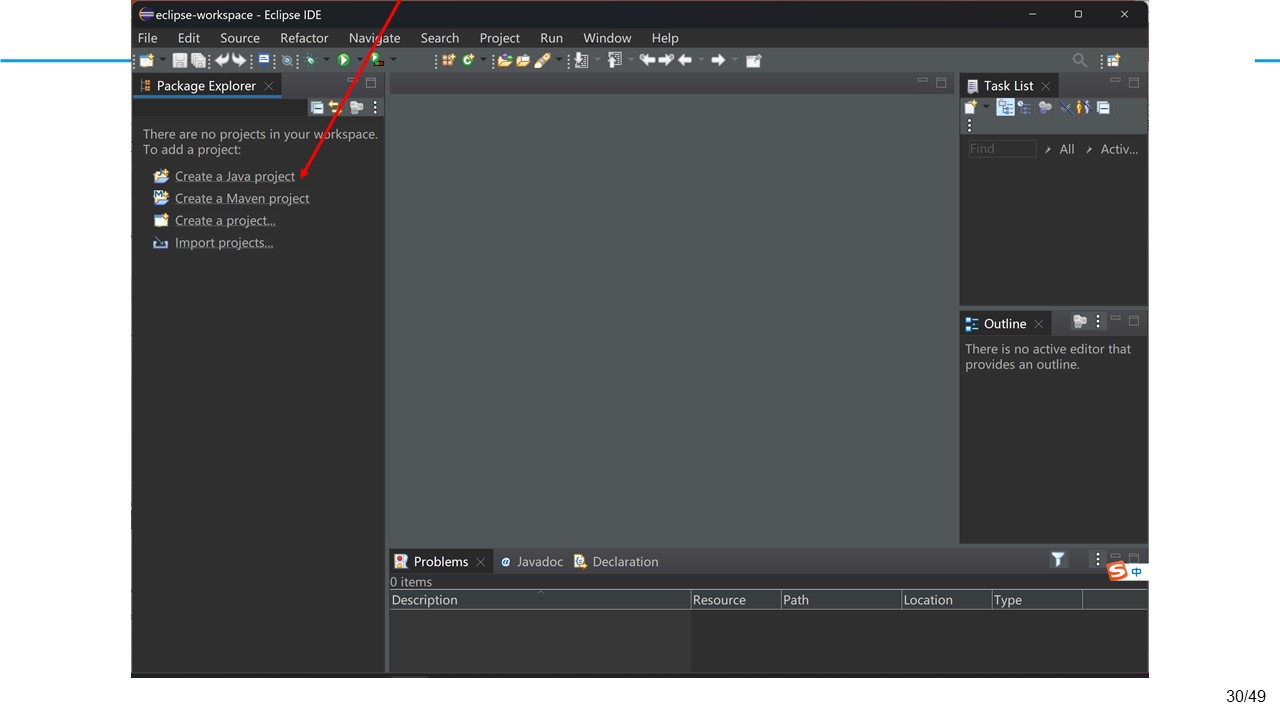 eclipse-workspace - Eclipse IDE
File Edit Source Refactor Navigate Search Project Run Window Help
Package Explorer
There are no projects in your workspace.
To add a project:
Create a Java project
Create a Maven project
Create a project...
Import projects...
Task List
Find All Activ...
Outline
There is no active editor that
provides an outline.
Problems Javadoc Declaration
0 items
Description Resource Path Location Type
S 中
30/49